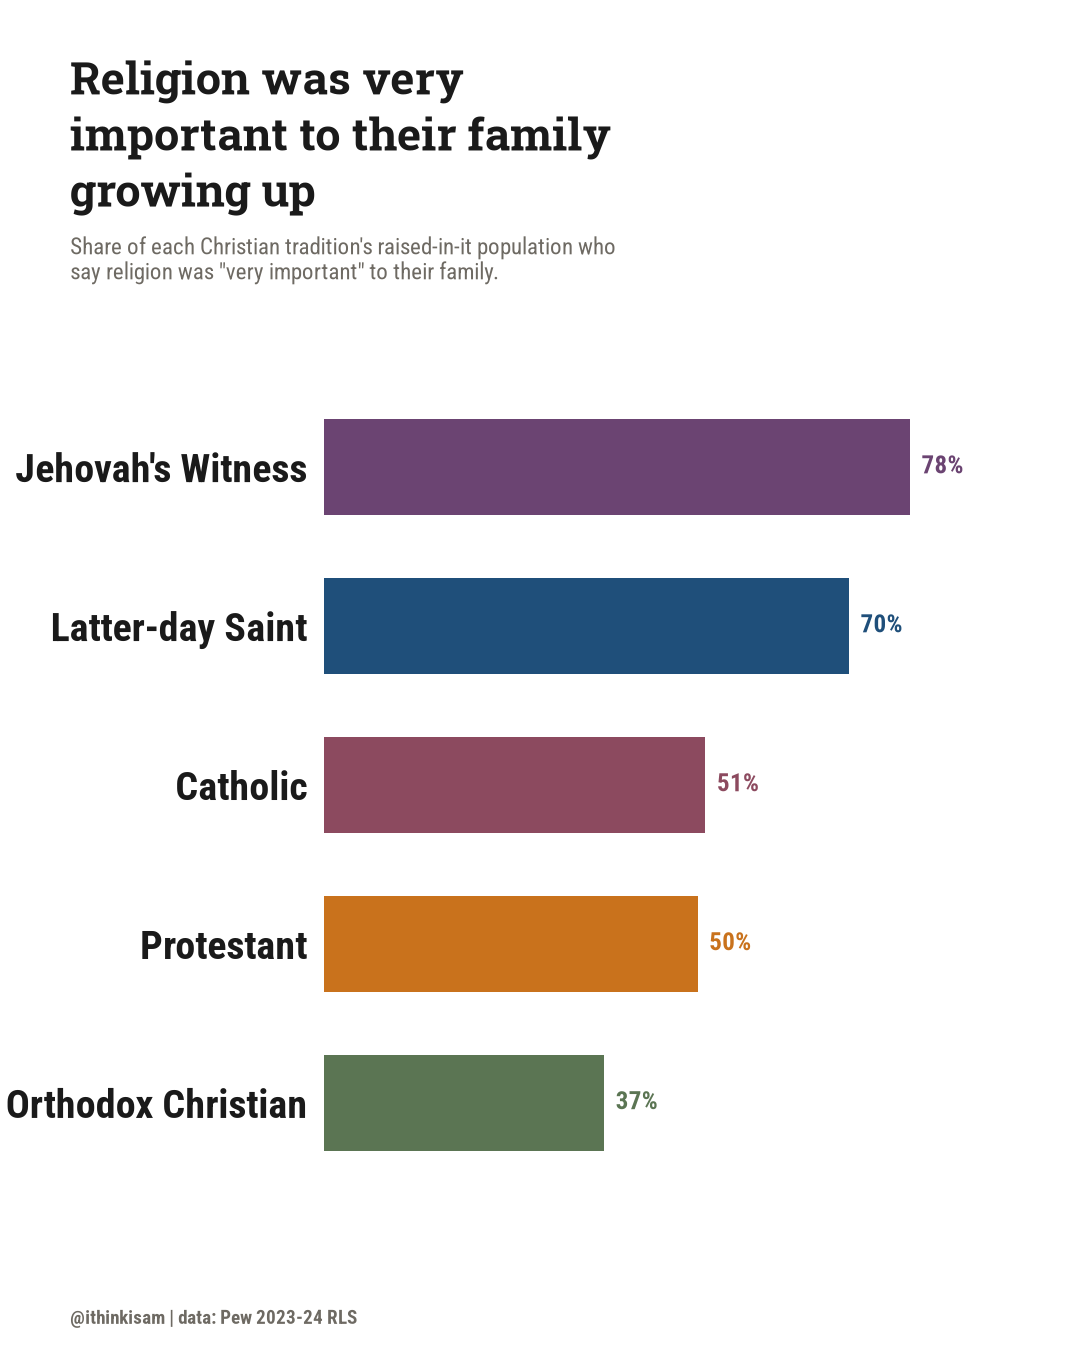 Religion was very
important to their family
growing up
Share of each Christian tradition's raised-in-it population who
say religion was "very important" to their family.
Jehovah's Witness 78%
Latter-day Saint 70%
Catholic 51%
Protestant 50%
Orthodox Christian 37%
@ithinkisam | data: Pew 2023-24 RLS